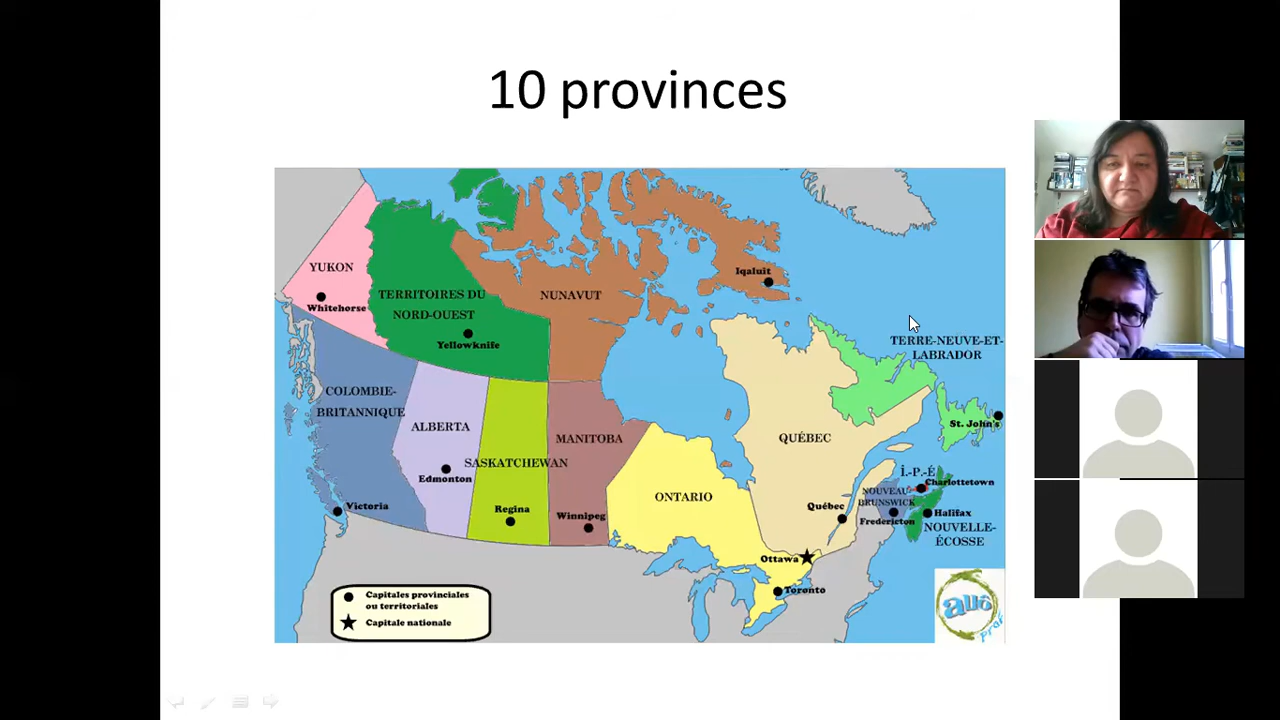 10 provinces
Iqaluit
YUKON
TERRITOIRES DU
NORD-OUEST
NUNAVUT
Whitehorse
Yellowknife
TERRE-NEUVE-ET-
LABRADOR
COLOMBIE-
BRITANNIQUE
ALBERTA
SASKATCHEWAN
MANITOBA
QUÉBEC
St. John's
Edmonton
ONTARIO
Î.-P.-É
Charlottetown
NOUVEAU
BRUNSWICK
Victoria
Regina
Winnipeg
Québec
Fredericton
Halifax
NOUVELLE-
ÉCOSSE
Ottawa
Toronto
Capitales provinciales
ou territoriales
Capitale nationale
allô
prof